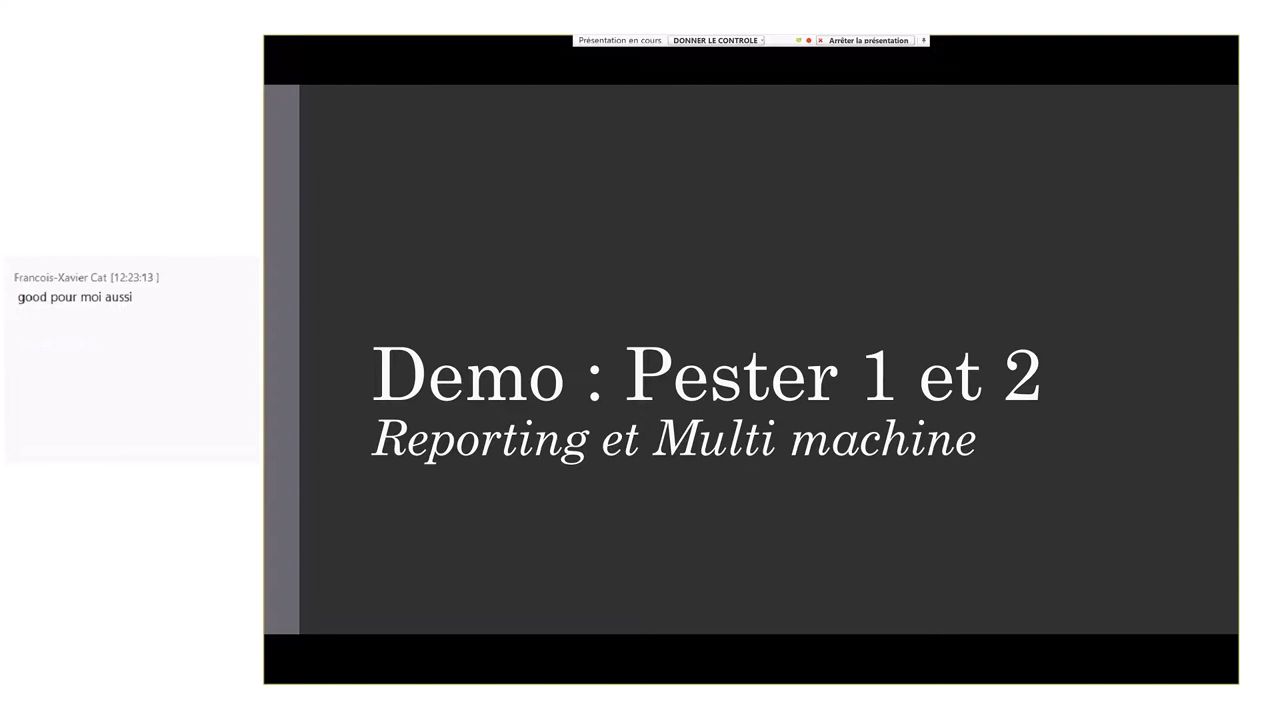 Présentation en cours DONNER LE CONTROLE Arrêter la présentation
Francois-Xavier Cat [12:23:13 ]
good pour moi aussi
Demo : Pester 1 et 2
Reporting et Multi machine